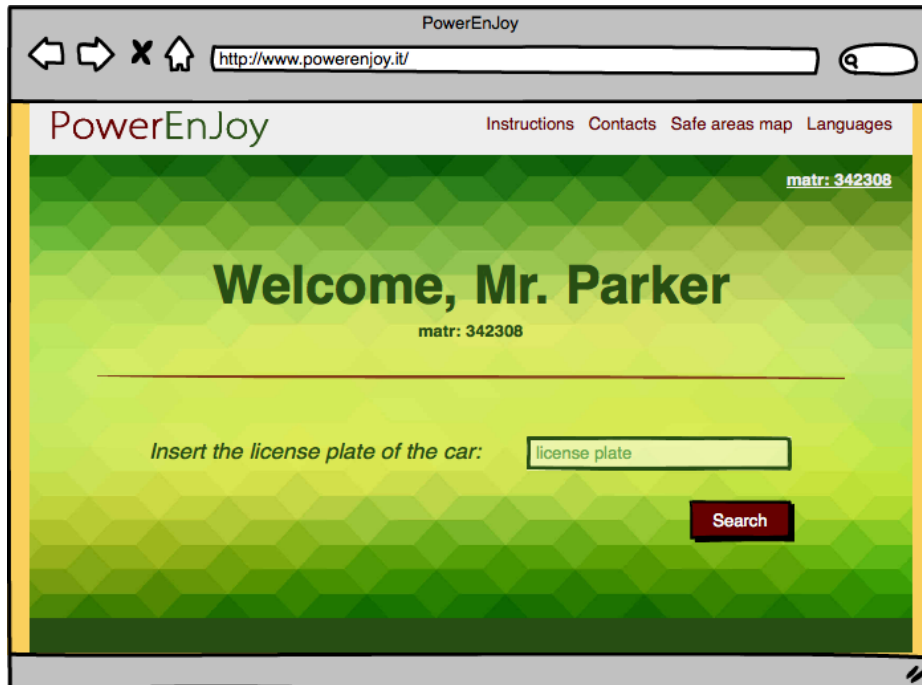 PowerEnJoy
http://www.powerenjoy.it/
PowerEnJoy
Instructions Contacts Safe areas map Languages
matr: 342308
Welcome, Mr. Parker
matr: 342308
Insert the license plate of the car:
license plate
Search